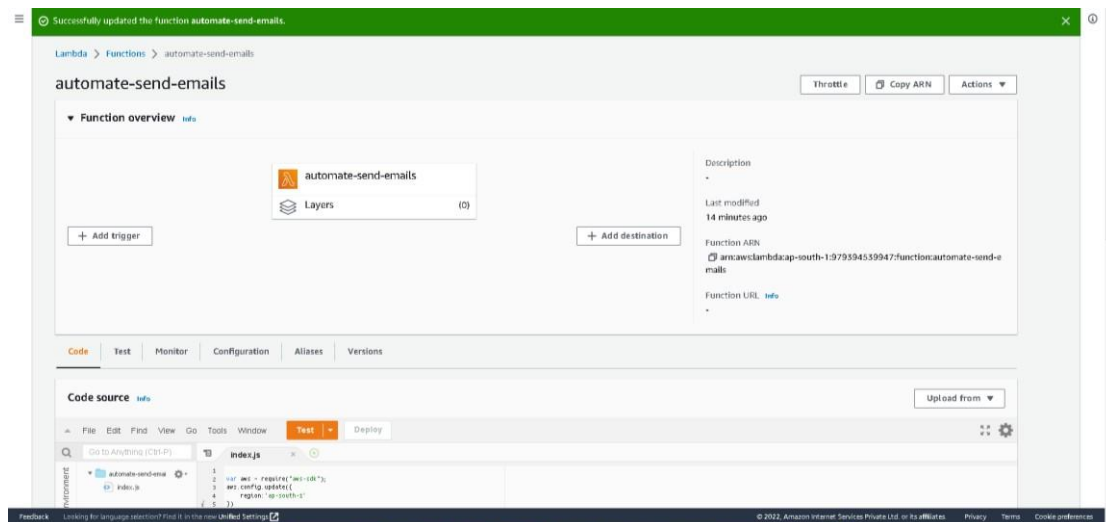 Successfully updated the function automate-send-emails.
Lambda > Functions > automate-send-emails
automate-send-emails
Throttle Copy ARN Actions
Function overview Info
automate-send-emails
Layers (0)
+ Add trigger
+ Add destination
Description
-
Last modified
14 minutes ago
Function ARN
arn:aws:lambda:ap-south-1:979394539947:function:automate-send-e
mails
Function URL Info
-
Code Test Monitor Configuration Aliases Versions
Code source Info
Upload from
File Edit Find View Go Tools Window Test Deploy
Go to Anything (Ctrl-P)
index.js
automate-send-emai
index.js
1
2 var aws = require("aws-sdk");
3 aws.config.update({
4 region: 'ap-south-1'
5 })
Feedback Looking for language selection? Find it in the new Unified Settings © 2022, Amazon Internet Services Private Ltd. or its affiliates. Privacy Terms Cookie preferences